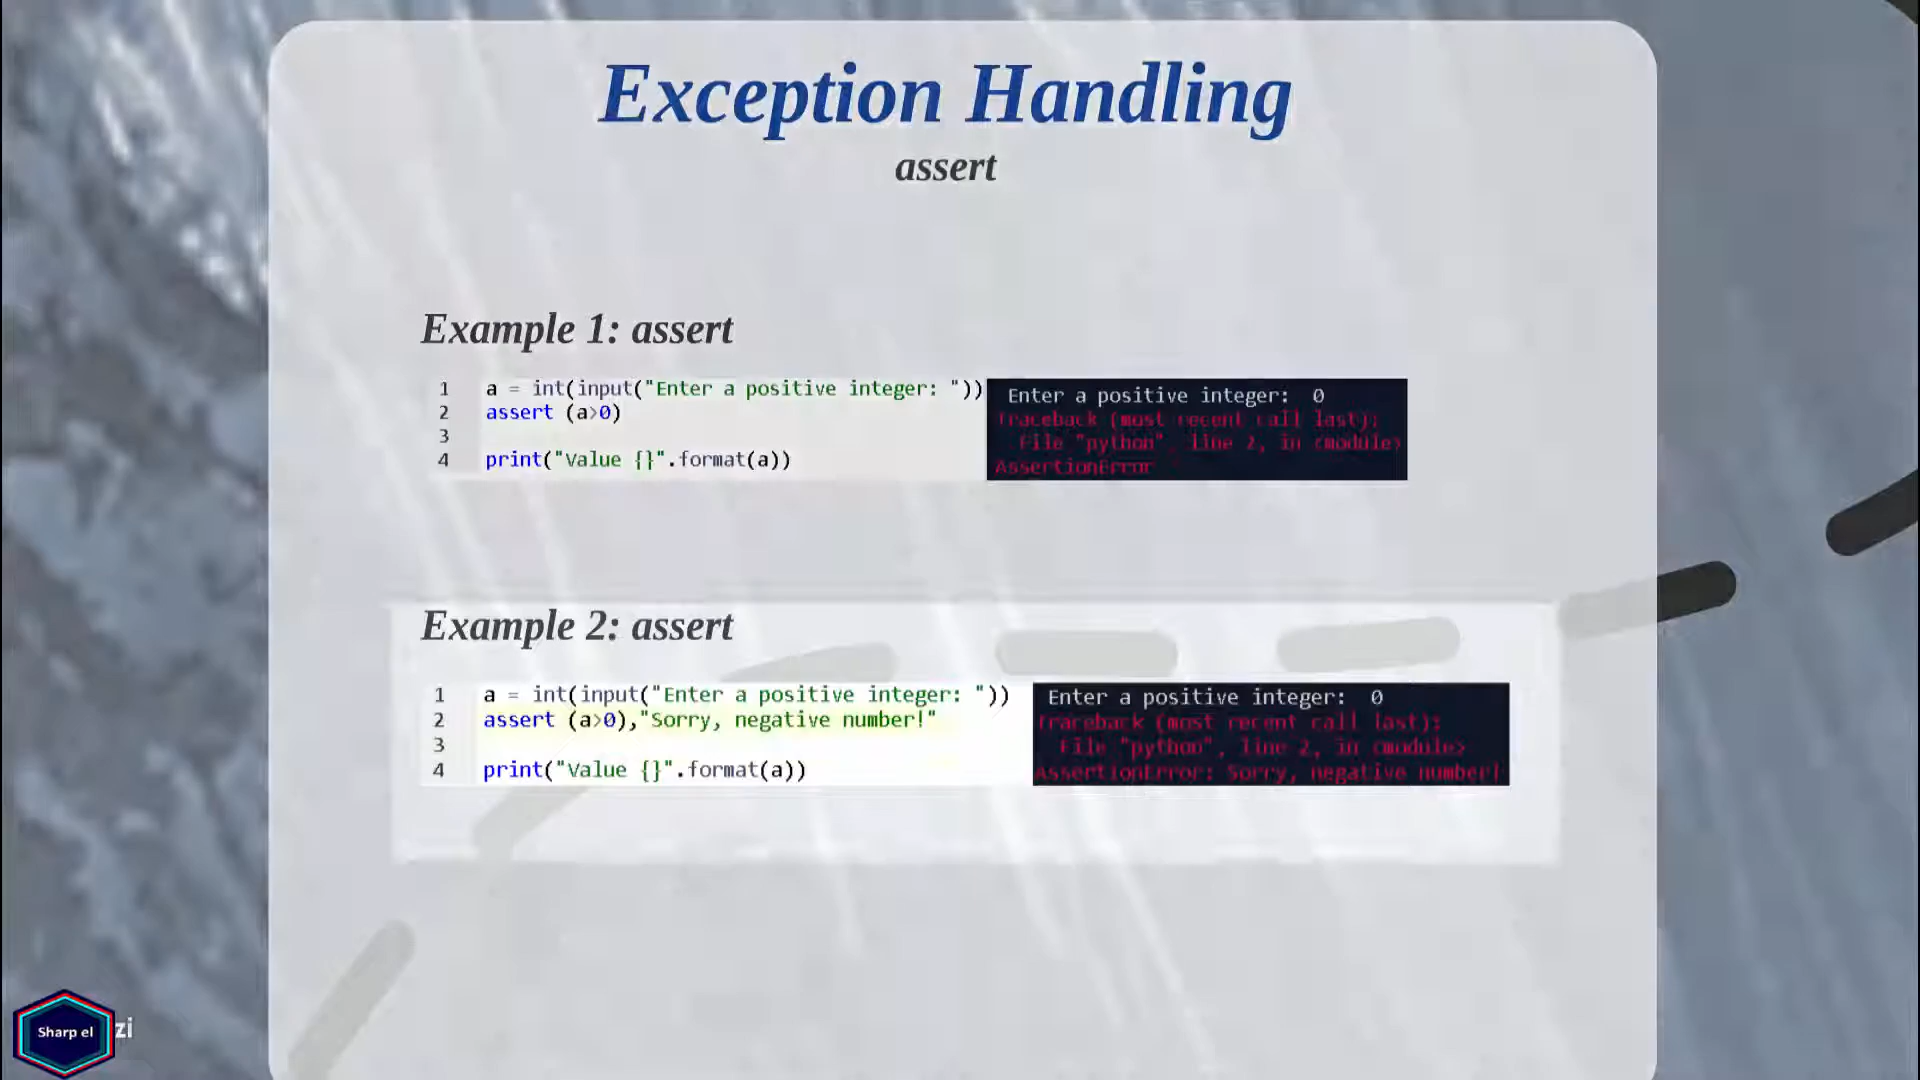 Exception Handling
assert
Example 1: assert
1 a = int(input("Enter a positive integer: "))
2 assert (a>0)
3
4 print("Value {}".format(a))
Enter a positive integer: 0
Traceback (most recent call last):
File "python", line 2, in <module>
AssertionError
Example 2: assert
1 a = int(input("Enter a positive integer: "))
2 assert (a>0),"Sorry, negative number!"
3
4 print("Value {}".format(a))
Enter a positive integer: 0
Traceback (most recent call last):
File "python", line 2, in <module>
AssertionError: Sorry, negative number!
Sharp el
zi